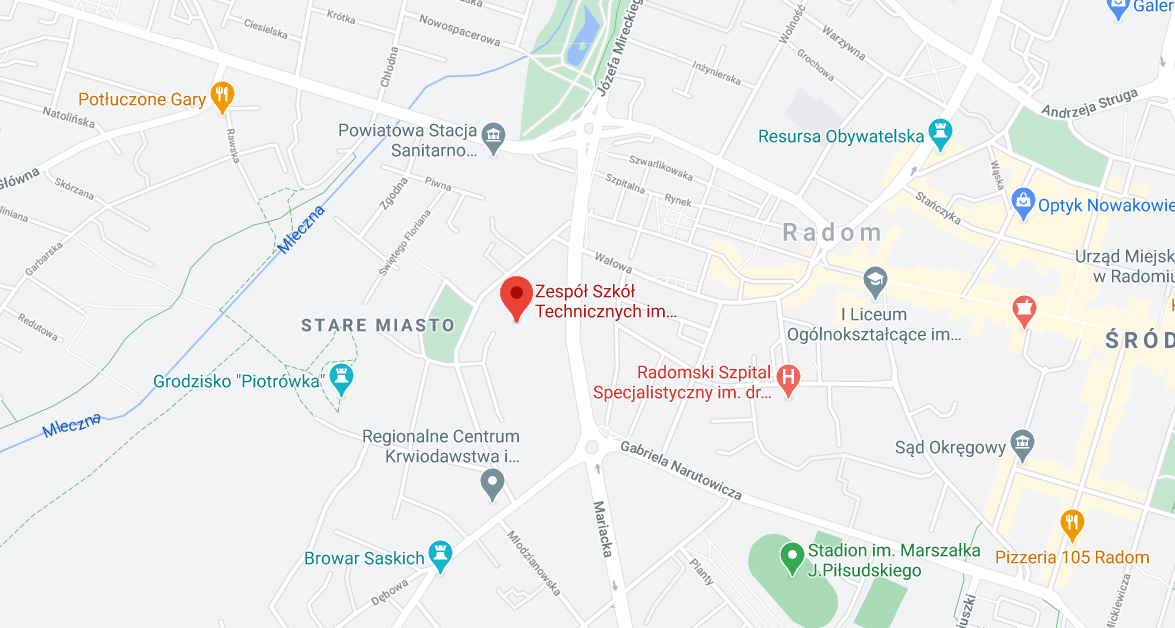 Krótka
Ciesielska
Nowospacerowa
Chłodna
Józefa Mireckiego
Wolność
Warzywna
Grochowa
Inżynierska
Galer
Potłuczone Gary
Natolińska
Rawska
Powiatowa Stacja
Sanitarno...
Resursa Obywatelska
Andrzeja Struga
Główna
Skórzana
Zgodna
Piwna
Szwarlikowska
Szpitalna
Rynek
Wąska
Stańczyka
Optyk Nowakowie
Mleczna
Świętego Floriana
Radom
Garbarska
Wałowa
Urząd Miejsk
w Radomiu
Zespół Szkół
Technicznych im...
Redutowa
STARE MIASTO
I Liceum
Ogólnokształcące im...
ŚRÓD
Grodzisko "Piotrówka"
Radomski Szpital
H
Specjalistyczny im. dr...
Mleczna
Regionalne Centrum
Krwiodawstwa i...
Gabriela Narutowicza
Sąd Okręgowy
Mariacka
Młodzianowska
Browar Saskich
Dębowa
Planty
Stadion im. Marszałka
J.Piłsudskiego
Pizzeria 105 Radom
Mickiewicza